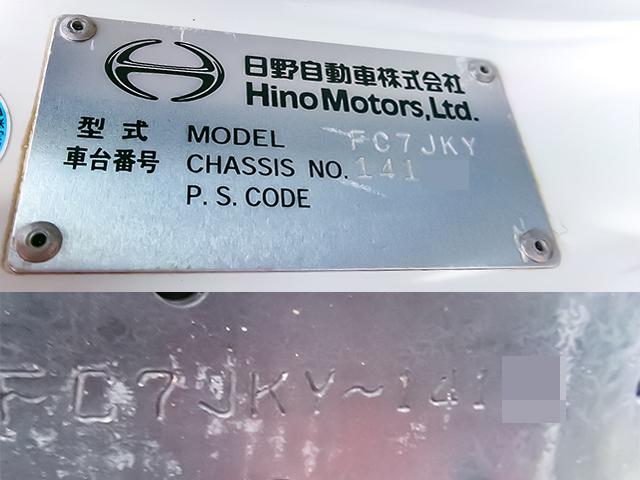 日野自動車株式会社
Hino Motors, Ltd.
型式 MODEL FC7JKY
車台番号 CHASSIS NO. 141
P. S. CODE
FC7JKY~141